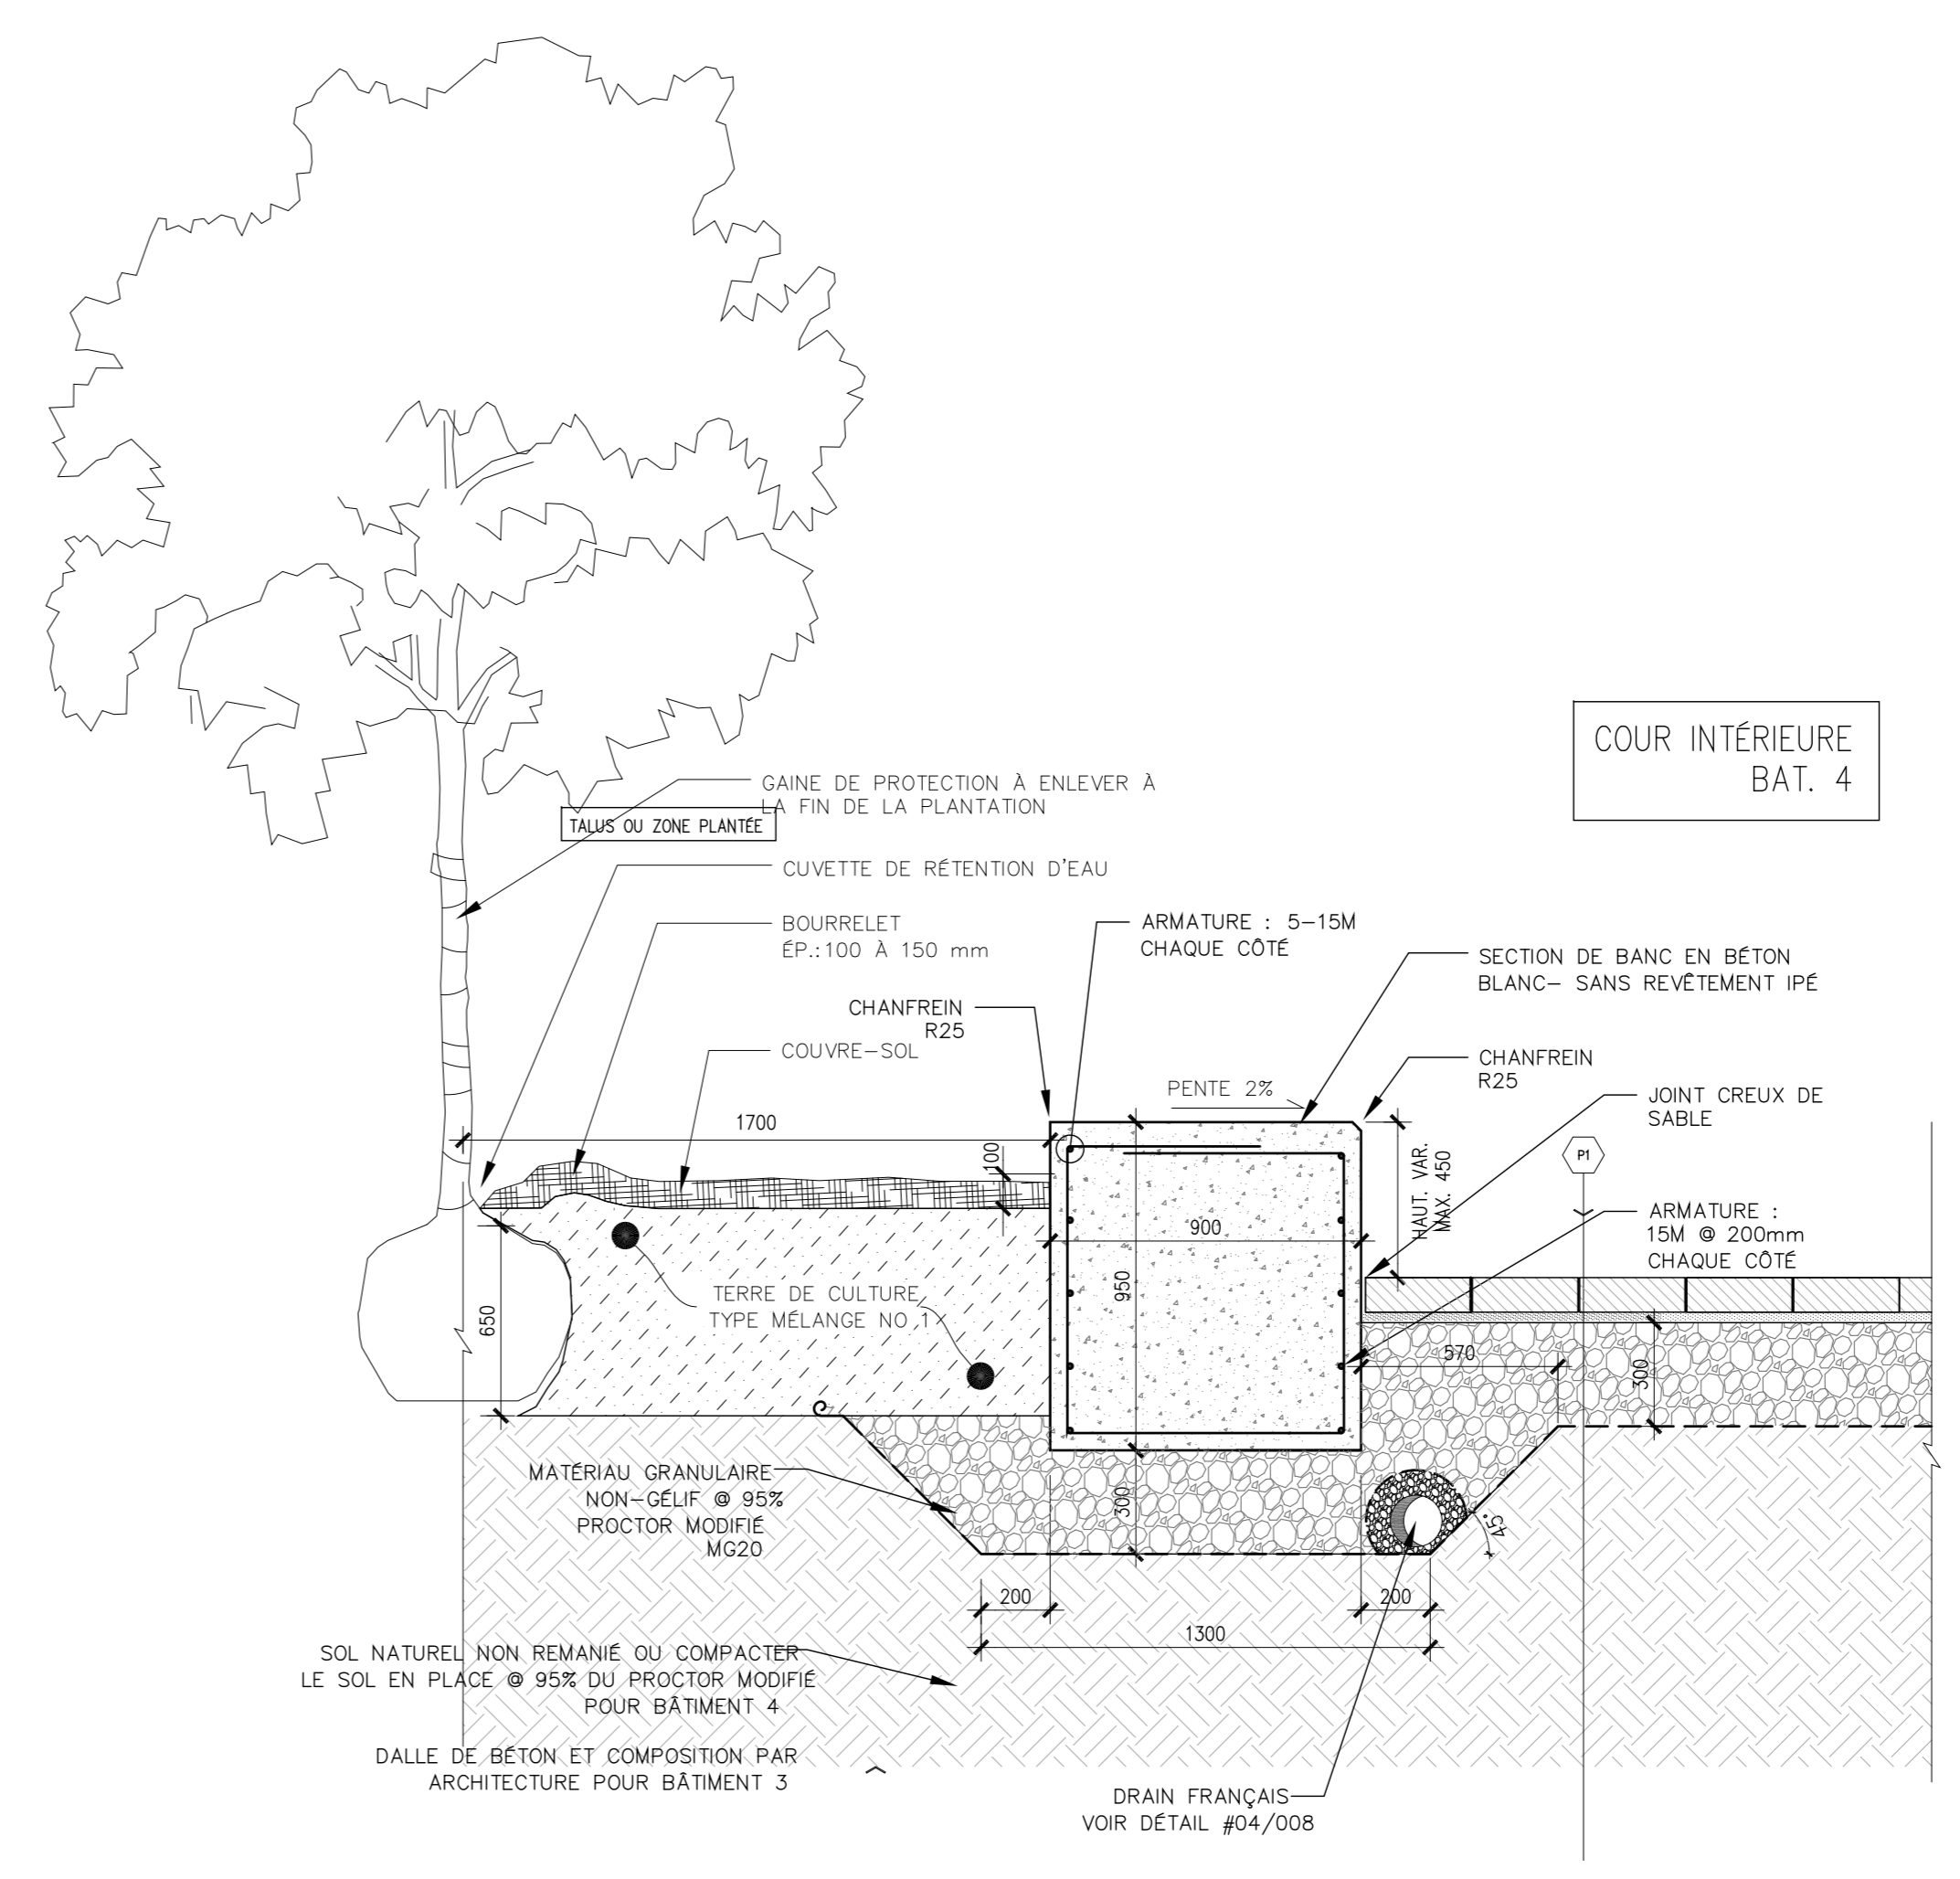 COUR INTÉRIEURE
BAT. 4
GAINE DE PROTECTION À ENLEVER À
LA FIN DE LA PLANTATION
TALUS OU ZONE PLANTÉE
CUVETTE DE RÉTENTION D'EAU
BOURRELET
ÉP.:100 À 150 mm
ARMATURE : 5-15M
CHAQUE CÔTÉ
SECTION DE BANC EN BÉTON
BLANC- SANS REVÊTEMENT IPÉ
CHANFREIN
R25
COUVRE-SOL
CHANFREIN
R25
PENTE 2%
JOINT CREUX DE
SABLE
1700
100
HAUT. VAR.
MAX. 450
P1
ARMATURE :
15M @ 200mm
CHAQUE CÔTÉ
900
950
TERRE DE CULTURE
TYPE MÉLANGE NO 1
650
570
300
MATÉRIAU GRANULAIRE
NON-GÉLIF @ 95%
PROCTOR MODIFIÉ
MG20
300
45°
200
200
1300
SOL NATUREL NON REMANIÉ OU COMPACTER
LE SOL EN PLACE @ 95% DU PROCTOR MODIFIÉ
POUR BÂTIMENT 4
DALLE DE BÉTON ET COMPOSITION PAR
ARCHITECTURE POUR BÂTIMENT 3
DRAIN FRANÇAIS
VOIR DÉTAIL #04/008